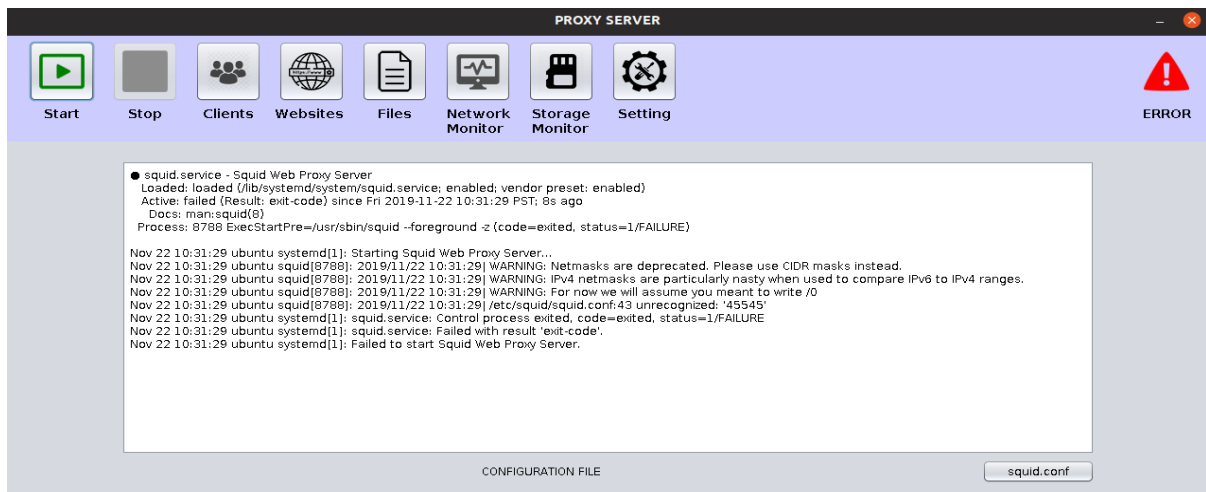 PROXY SERVER
Start
Stop
Clients
https://www
Websites
Files
Network
Monitor
Storage
Monitor
Setting
ERROR
● squid.service - Squid Web Proxy Server
Loaded: loaded (/lib/systemd/system/squid.service; enabled; vendor preset: enabled)
Active: failed (Result: exit-code) since Fri 2019-11-22 10:31:29 PST; 8s ago
Docs: man:squid(8)
Process: 8788 ExecStartPre=/usr/sbin/squid --foreground -z (code=exited, status=1/FAILURE)
Nov 22 10:31:29 ubuntu systemd[1]: Starting Squid Web Proxy Server...
Nov 22 10:31:29 ubuntu squid[8788]: 2019/11/22 10:31:29| WARNING: Netmasks are deprecated. Please use CIDR masks instead.
Nov 22 10:31:29 ubuntu squid[8788]: 2019/11/22 10:31:29| WARNING: IPv4 netmasks are particularly nasty when used to compare IPv6 to IPv4 ranges.
Nov 22 10:31:29 ubuntu squid[8788]: 2019/11/22 10:31:29| WARNING: For now we will assume you meant to write /0
Nov 22 10:31:29 ubuntu squid[8788]: 2019/11/22 10:31:29| /etc/squid/squid.conf:43 unrecognized: '45545'
Nov 22 10:31:29 ubuntu systemd[1]: squid.service: Control process exited, code=exited, status=1/FAILURE
Nov 22 10:31:29 ubuntu systemd[1]: squid.service: Failed with result 'exit-code'.
Nov 22 10:31:29 ubuntu systemd[1]: Failed to start Squid Web Proxy Server.
CONFIGURATION FILE
squid.conf